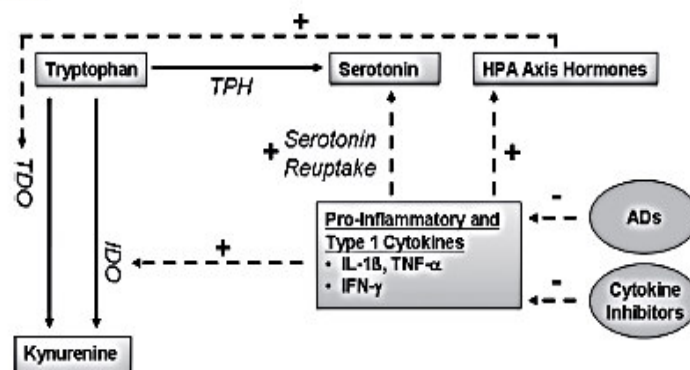 +
Tryptophan
TPH
Serotonin
HPA Axis Hormones
TDO
IDO
+
Serotonin
Reuptake
+
Pro-Inflammatory and
Type 1 Cytokines
• IL-1ß, TNF-α
• IFN-γ
+
-
ADs
-
Cytokine
Inhibitors
Kynurenine